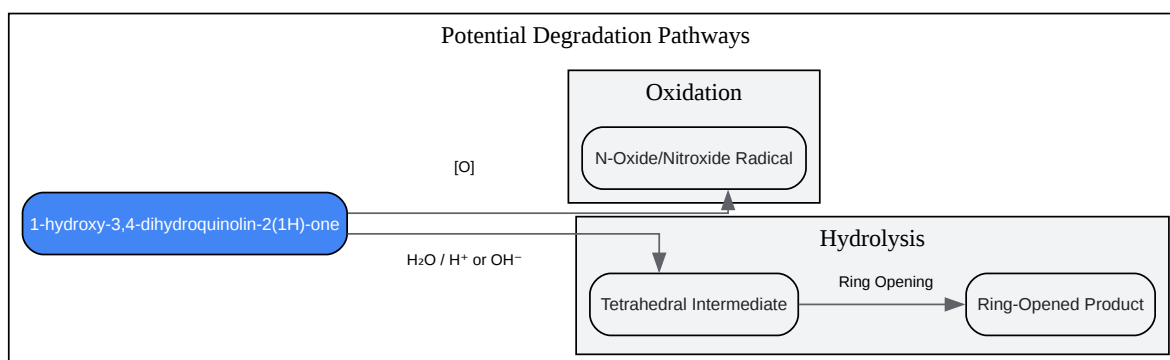 Potential Degradation Pathways
Oxidation
N-Oxide/Nitroxide Radical
[O]
1-hydroxy-3,4-dihydroquinolin-2(1H)-one
H₂O / H⁺ or OH⁻
Hydrolysis
Tetrahedral Intermediate
Ring Opening
Ring-Opened Product